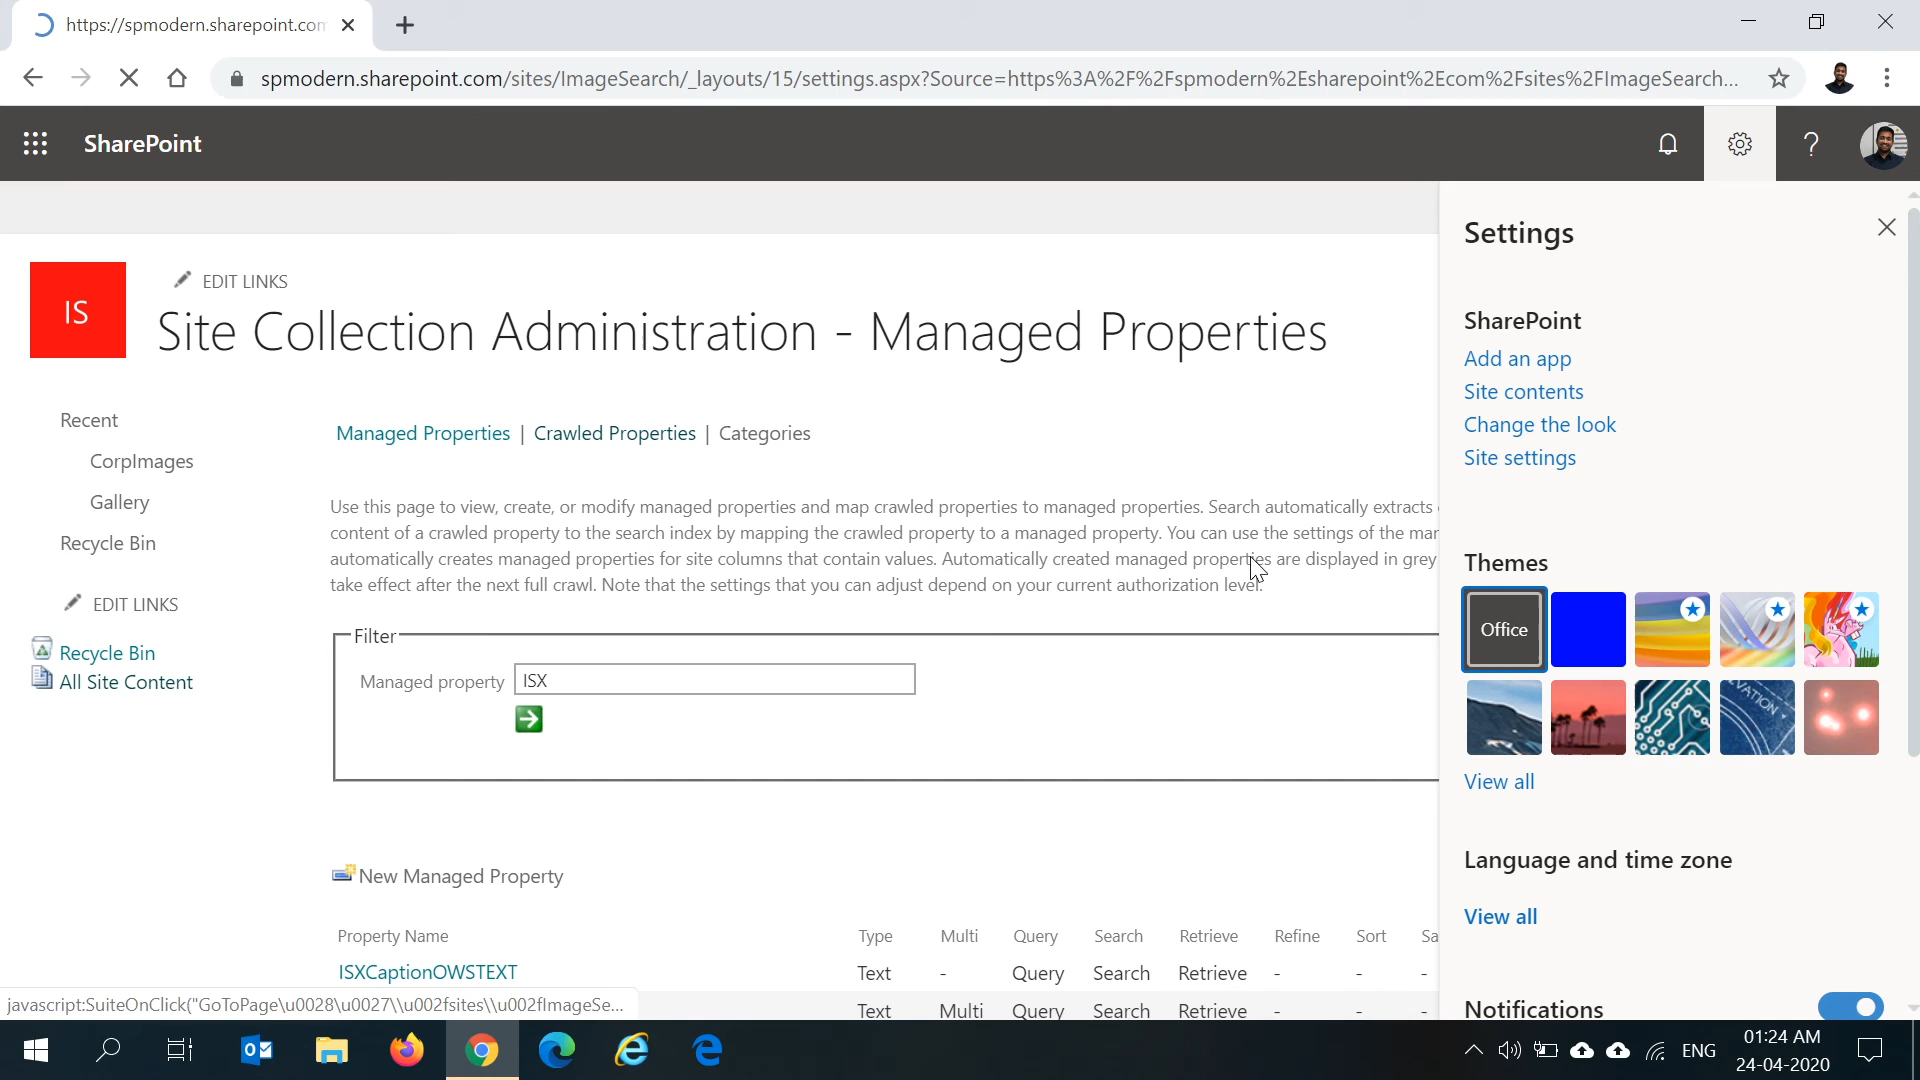 https://spmodern.sharepoint.com
spmodern.sharepoint.com/sites/ImageSearch/_layouts/15/settings.aspx?Source=https%3A%2F%2Fspmodern%2Esharepoint%2Ecom%2Fsites%2FImageSearch...
SharePoint
IS
EDIT LINKS
Site Collection Administration - Managed Properties
Recent
CorpImages
Gallery
Recycle Bin
EDIT LINKS
Recycle Bin
All Site Content
Managed Properties | Crawled Properties | Categories
Use this page to view, create, or modify managed properties and map crawled properties to managed properties. Search automatically extracts
content of a crawled property to the search index by mapping the crawled property to a managed property. You can use the settings of the mar
automatically creates managed properties for site columns that contain values. Automatically created managed properties are displayed in grey
take effect after the next full crawl. Note that the settings that you can adjust depend on your current authorization level.
Filter
Managed property ISX
New Managed Property
Property Name Type Multi Query Search Retrieve Refine Sort Sa
ISXCaptionOWSTEXT Text - Query Search Retrieve - - -
Text Multi Query Search Retrieve - - -
javascript:SuiteOnClick("GoToPage\u0028\u0027\\u002fsites\\u002fImageSe...
Settings
SharePoint
Add an app
Site contents
Change the look
Site settings
Themes
Office
VATION
View all
Language and time zone
View all
Notifications
ENG
01:24 AM
24-04-2020